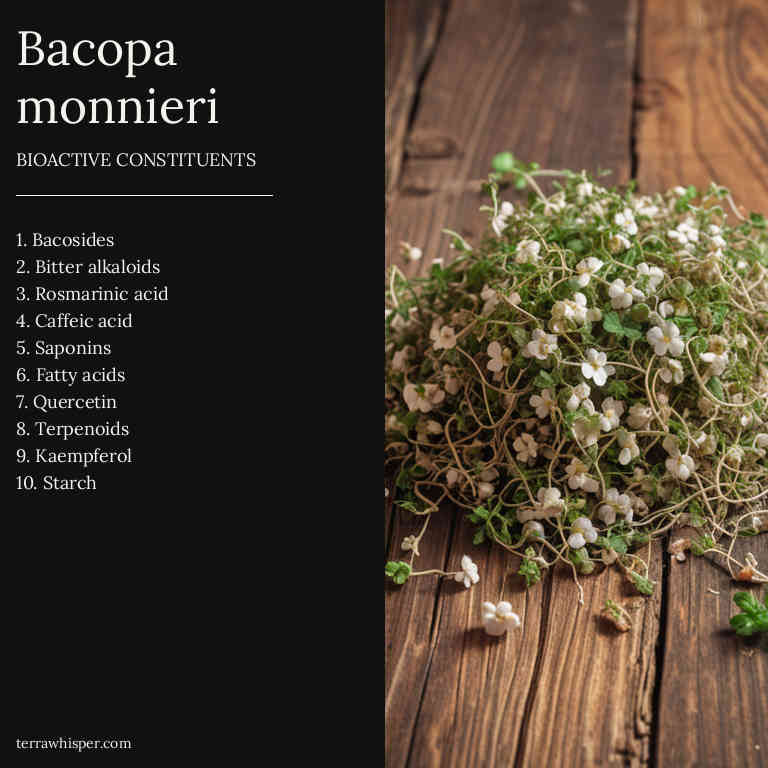 Bacopa
monnieri
BIOACTIVE CONSTITUENTS
1. Bacosides
2. Bitter alkaloids
3. Rosmarinic acid
4. Caffeic acid
5. Saponins
6. Fatty acids
7. Quercetin
8. Terpenoids
9. Kaempferol
10. Starch
terrawhisper.com